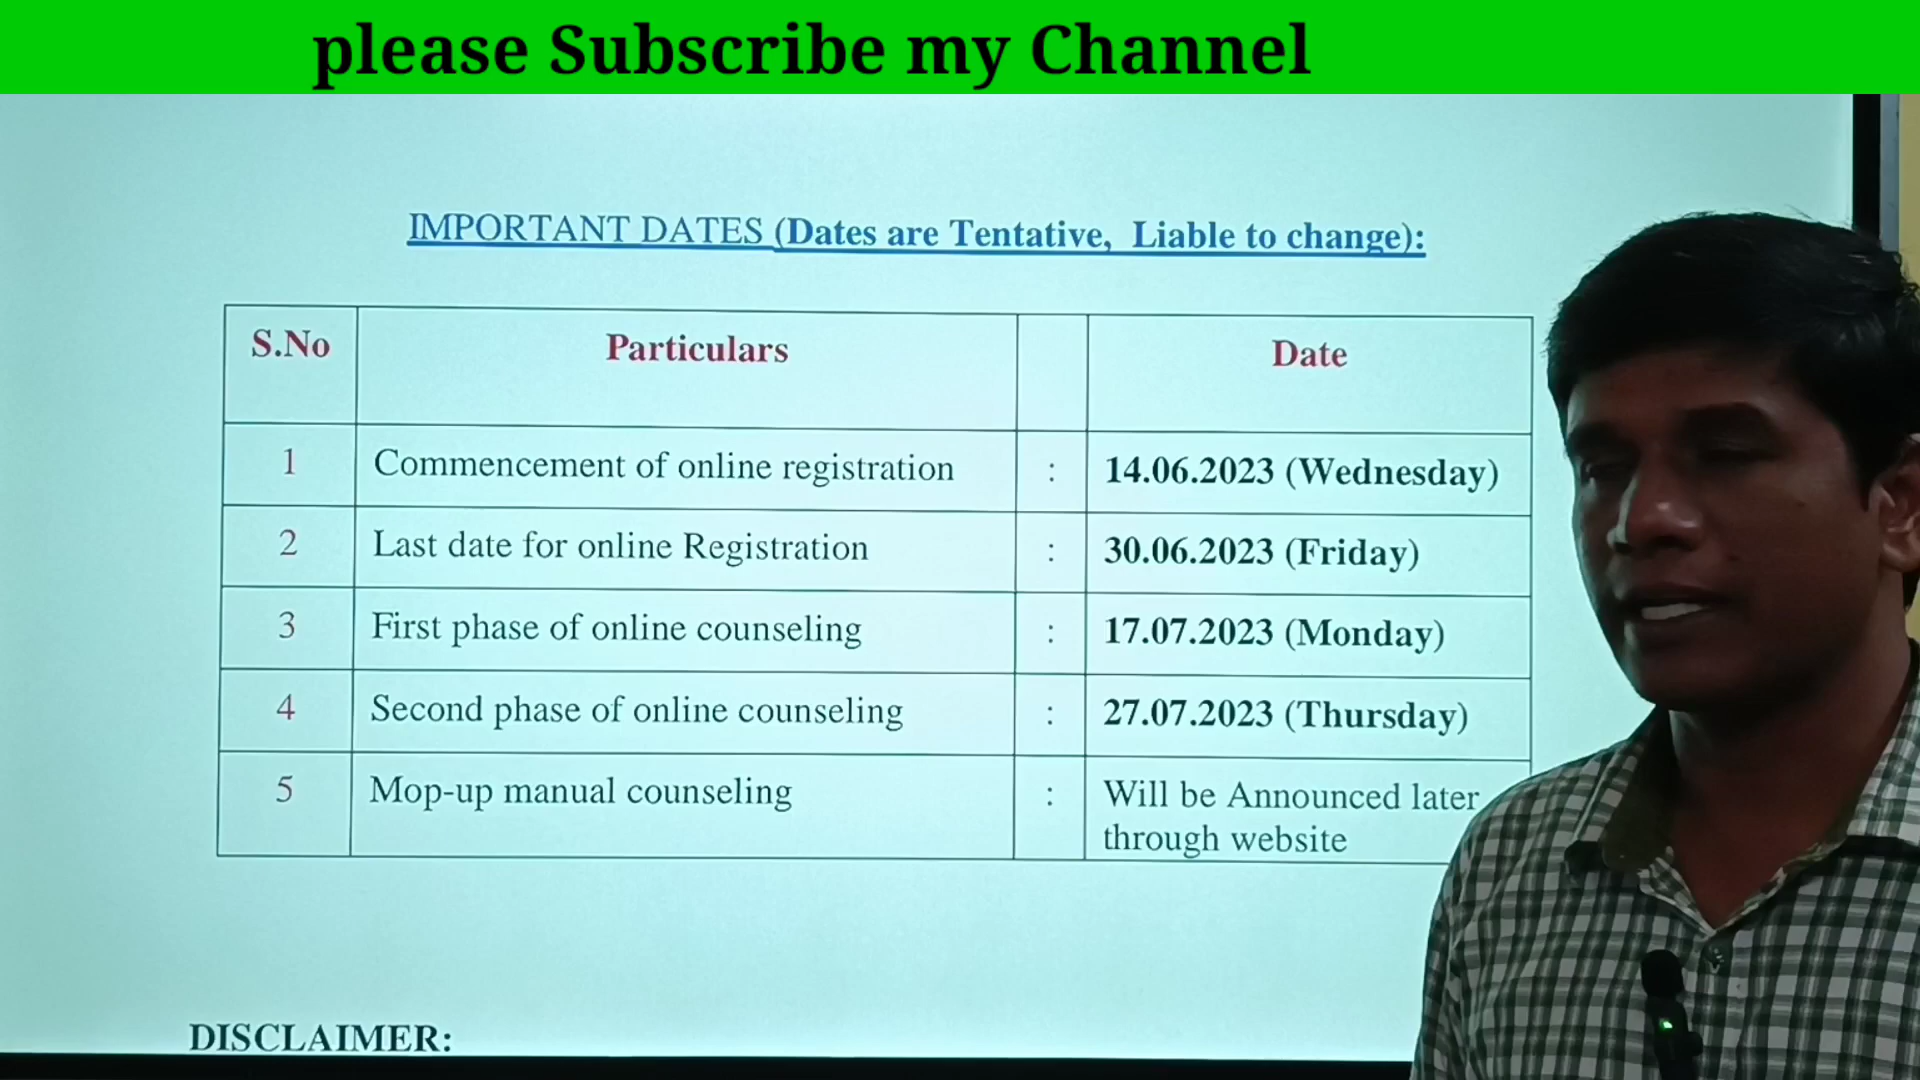 please Subscribe my Channel
IMPORTANT DATES (Dates are Tentative, Liable to change):
S.No Particulars Date
1 Commencement of online registration : 14.06.2023 (Wednesday)
2 Last date for online Registration : 30.06.2023 (Friday)
3 First phase of online counseling : 17.07.2023 (Monday)
4 Second phase of online counseling : 27.07.2023 (Thursday)
5 Mop-up manual counseling : Will be Announced later
through website
DISCLAIMER: